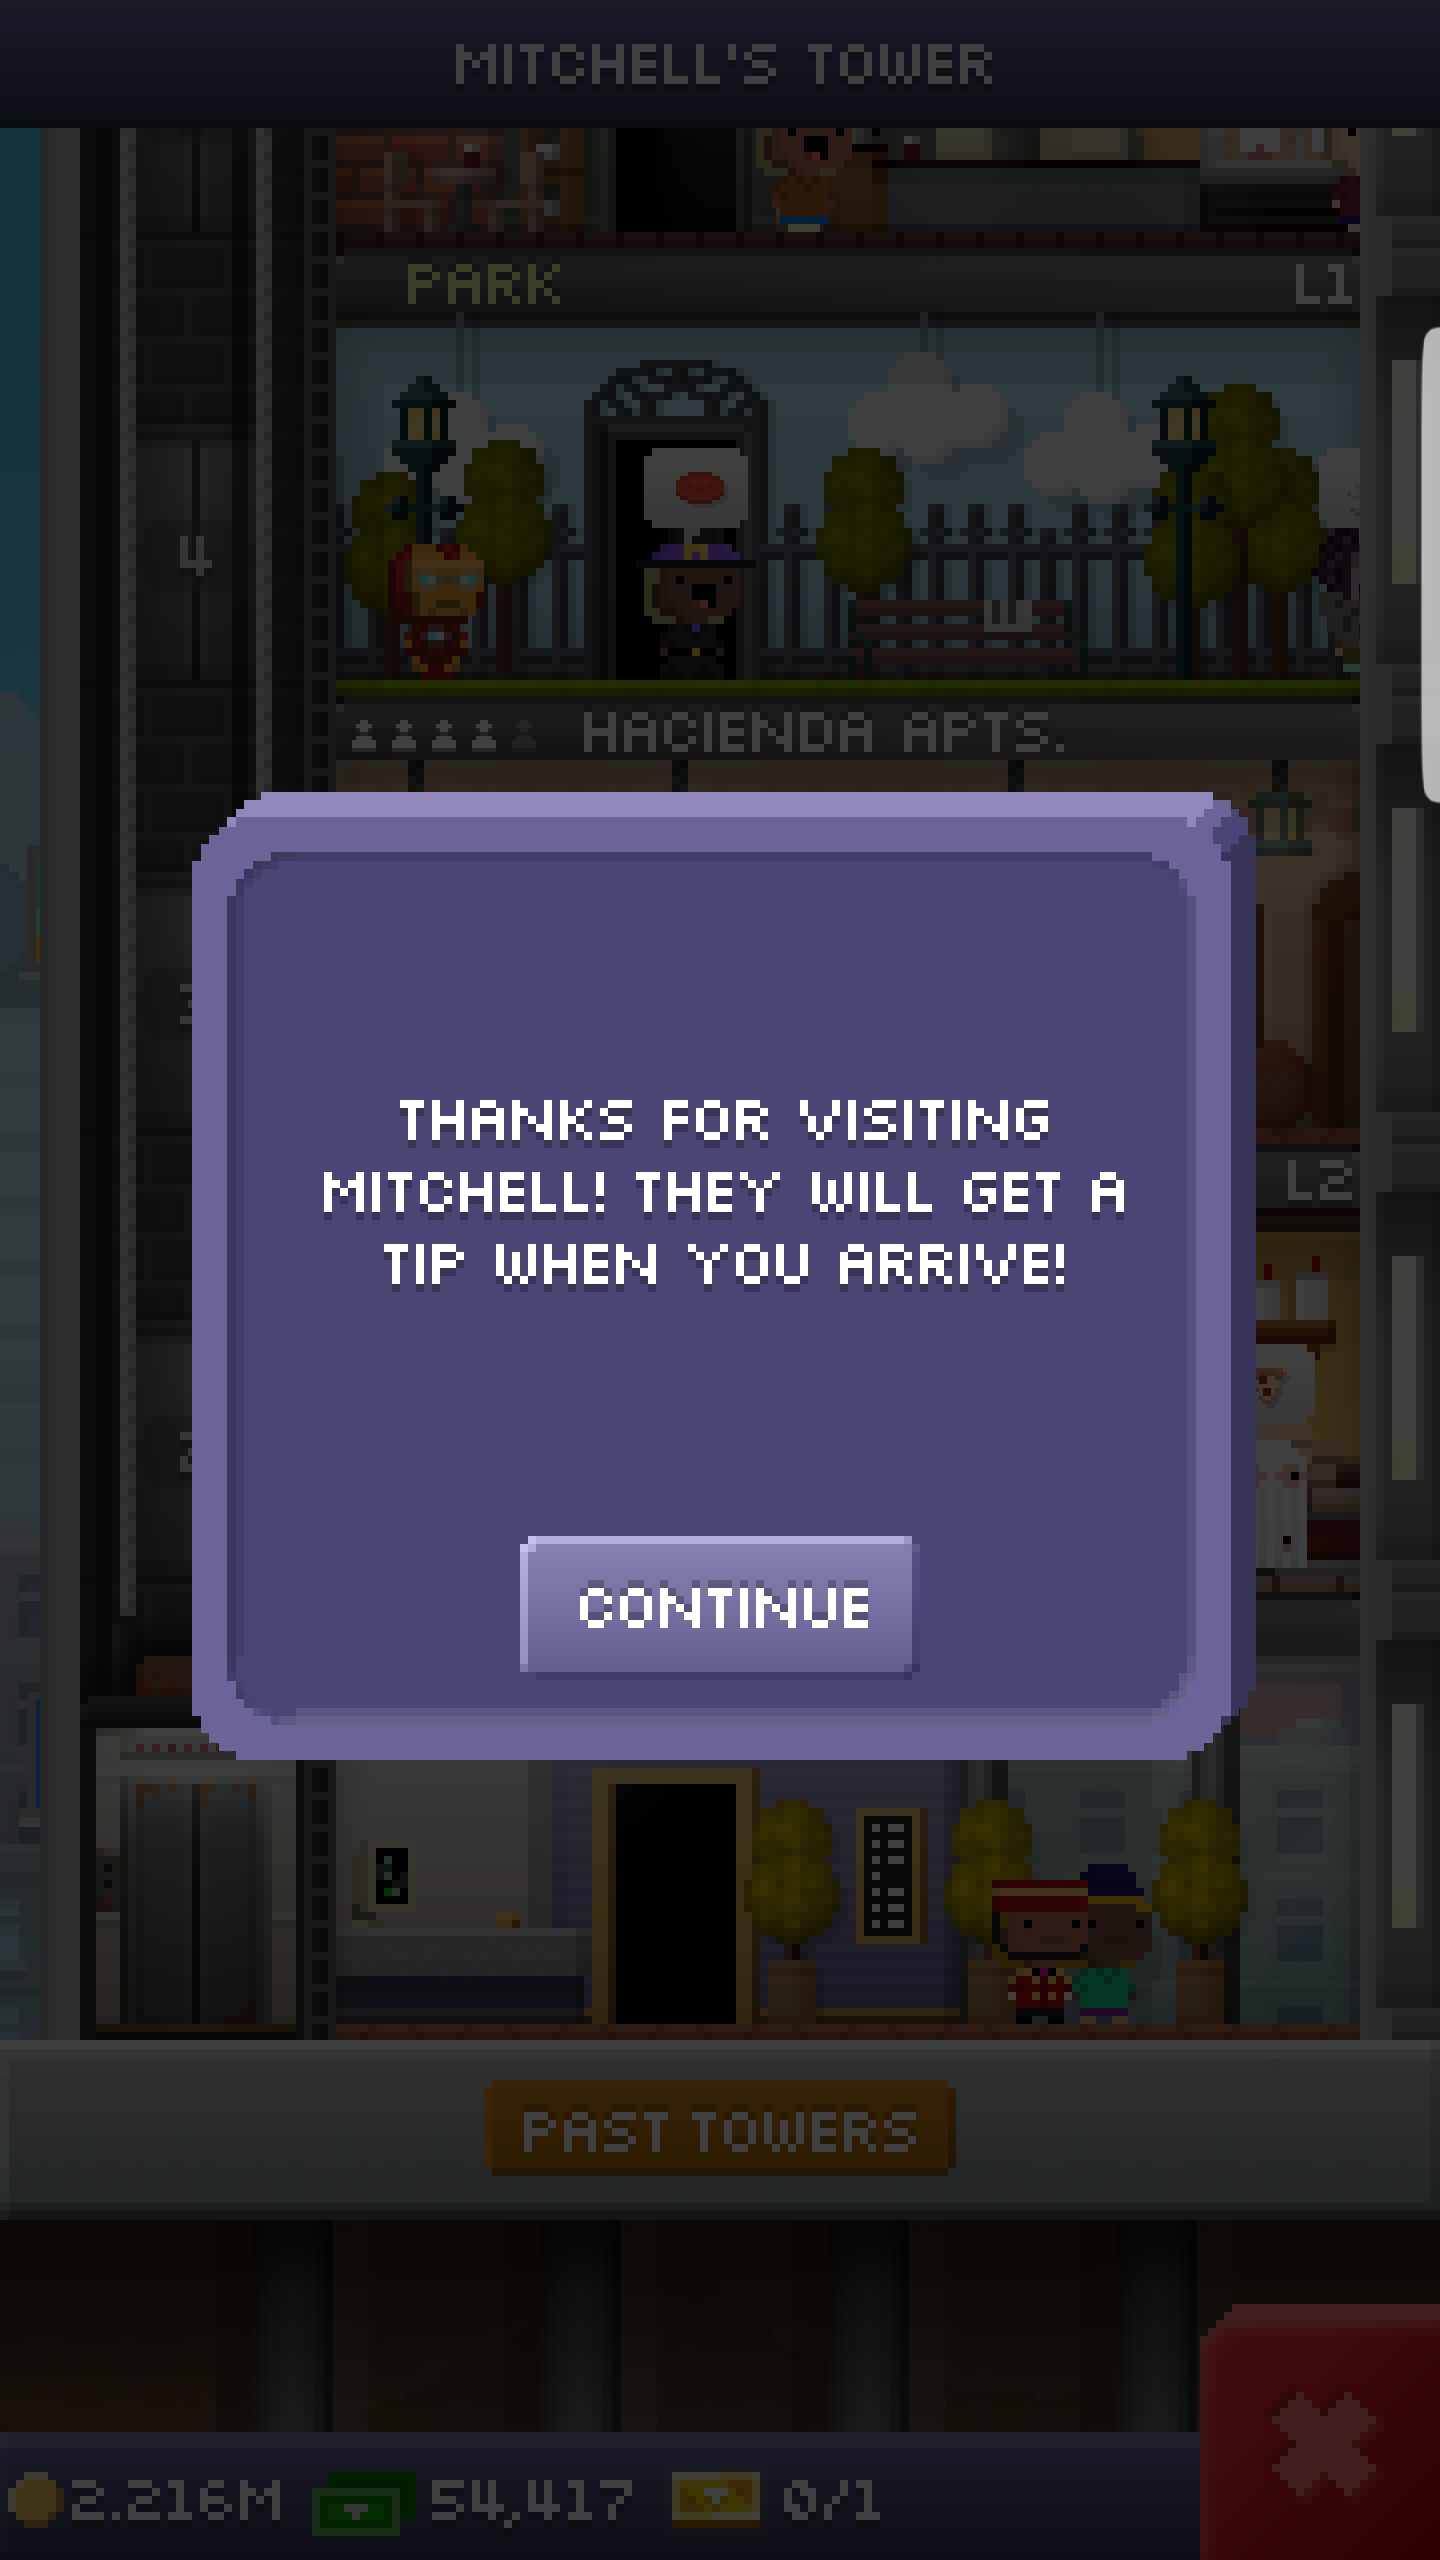 MITCHELL'S TOWER
PARK
L1
4
HACIENDA APTS.
L2
THANKS FOR VISITING
MITCHELL! THEY WILL GET A
TIP WHEN YOU ARRIVE!
CONTINUE
PAST TOWERS
2.216M
54,417
0/1